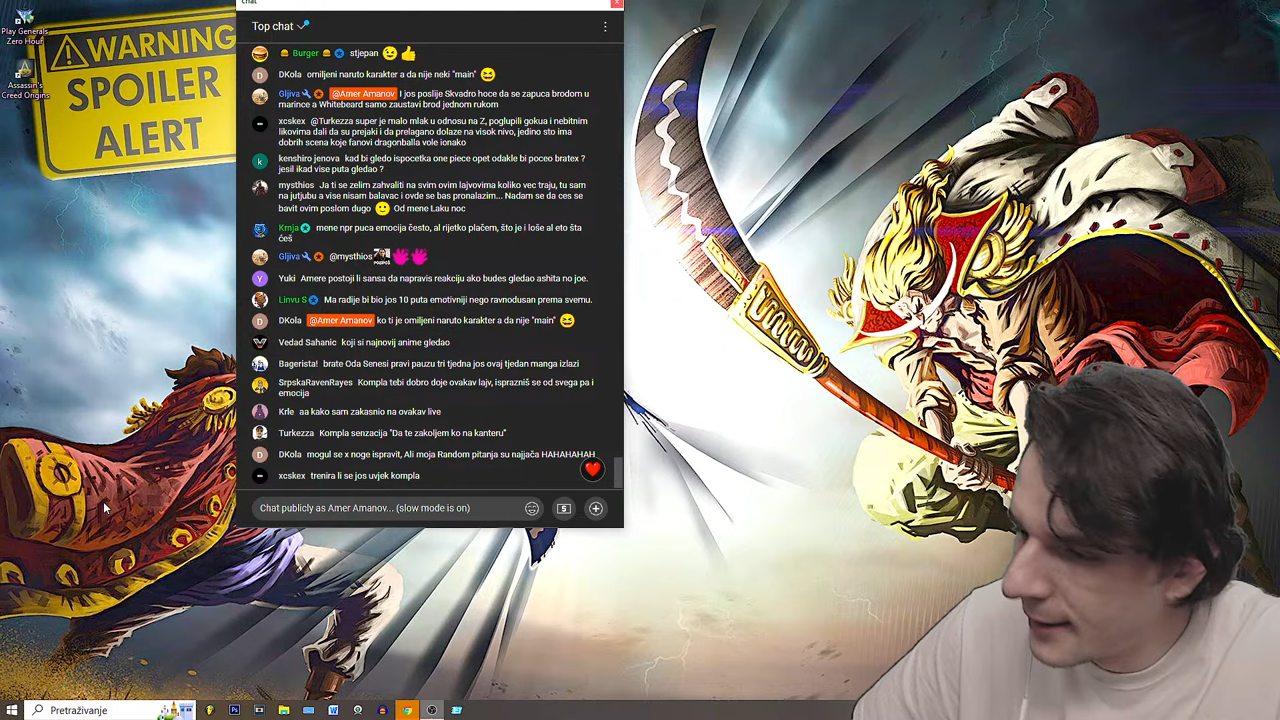 chat
Top chat
Play Generals
Zero Hour
Assassin's
Creed Origins
WARNING
SPOILER
ALERT
Burger stjepan
DKola omiljeni naruto karakter a da nije neki "main"
Gljiva @Amer Amanov I jos poslije Skvadro hoce da se zapuca brodom u
marince a Whitebeard samo zaustavi brod jednom rukom
xcskex @Turkezza super je malo mlak u odnosu na Z, poglupili gokua i nebitnim
likovima dali da su prejaki i da prelagano dolaze na visok nivo, jedino sto ima
dobrih scena koje fanovi dragonballa vole ionako
kenshiro jenova kad bi gledo ispocetka one piece opet odakle bi poceo bratex ?
jesil ikad vise puta gledao ?
mysthios Ja ti se zelim zahvaliti na svim ovim lajvovima koliko vec traju, tu sam
na jutjubu a vise nisam balavac i ovde se bas pronalazim... Nadam se da ces se
bavit ovim poslom dugo Od mene Laku noc
Krnja mene npr puca emocija često, al rijetko plačem, što je i loše al eto šta
ćeš
Gljiva @mysthios
Yuki Amere postoji li sansa da napravis reakciju ako budes gledao ashita no joe.
Linvu S Ma radije bi bio jos 10 puta emotivniji nego ravnodusan prema svemu.
DKola @Amer Amanov ko ti je omiljeni naruto karakter a da nije "main"
Vedad Sahanic koji si najnovij anime gledao
Bagerista! brate Oda Senesi pravi pauzu tri tjedna jos ovaj tjedan manga izlazi
SrpskaRavenRayes Kompla tebi dobro doje ovakav lajv, isprazniš se od svega pa i
emocija
Krle aa kako sam zakasnio na ovakav live
Turkezza Kompla senzacija "Da te zakoljem ko na kanteru"
DKola mogul se x noge ispravit, Ali moja Random pitanja su najjača HAHAHAHAH
xcskex trenira li se jos uvjek kompla
Chat publicly as Amer Amanov... (slow mode is on)
Pretraživanje